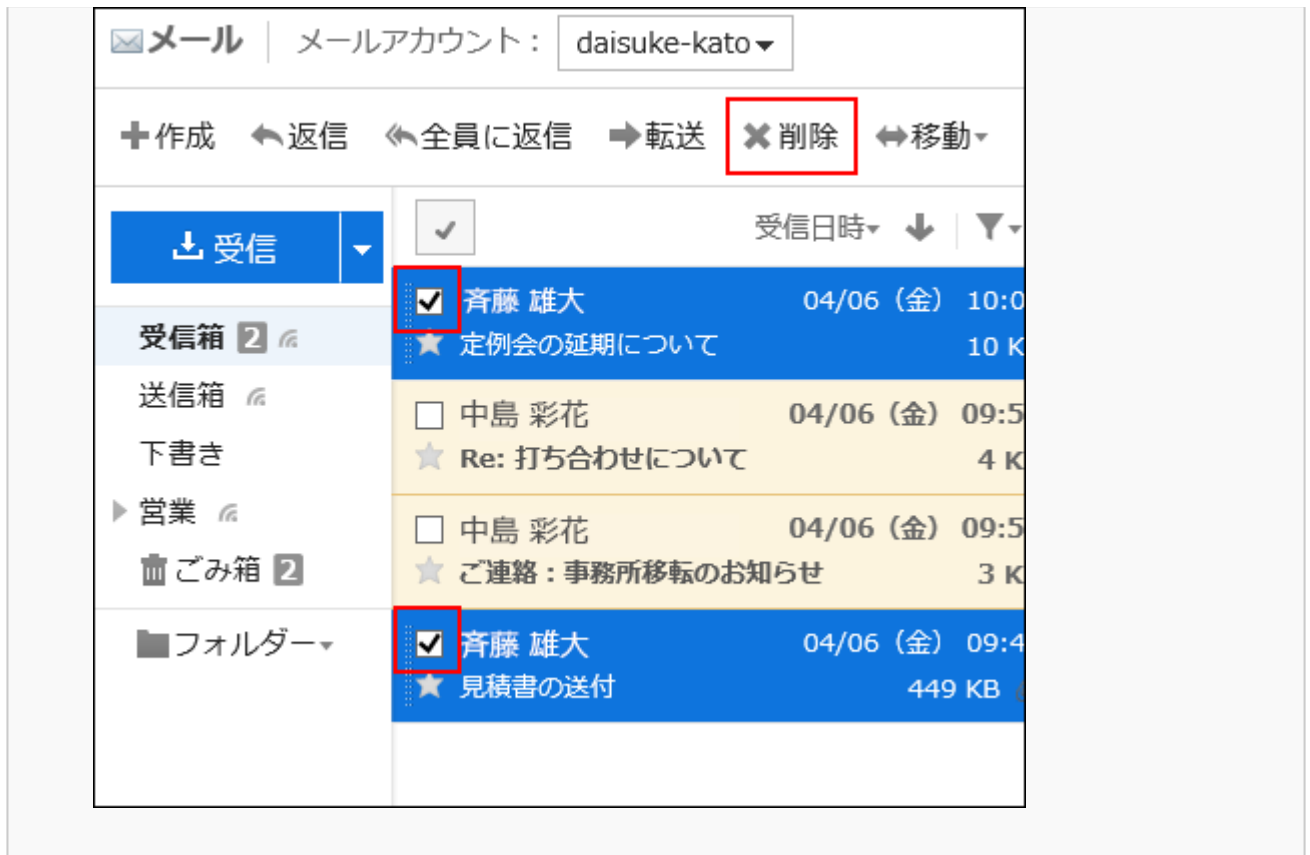 メール メールアカウント： daisuke-kato
作成 返信 全員に返信 転送 削除 移動
受信 受信日時
斉藤 雄大 04/06（金） 10:0
受信箱 2 定例会の延期について 10 K
送信箱 中島 彩花 04/06（金） 09:5
下書き Re: 打ち合わせについて 4 K
営業 中島 彩花 04/06（金） 09:5
ごみ箱 2 ご連絡：事務所移転のお知らせ 3 K
フォルダー 斉藤 雄大 04/06（金） 09:4
見積書の送付 449 KB